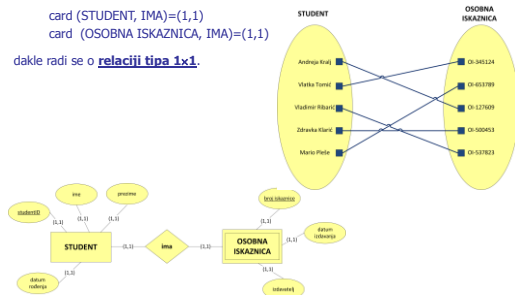 card (STUDENT, IMA)=(1,1)
card (OSOBNA ISKAZNICA, IMA)=(1,1)
dakle radi se o relaciji tipa 1x1.
STUDENT
OSOBNA
ISKAZNICA
Andreja Kralj
OI-345124
Vlatka Tomić
OI-653789
Vladimir Ribarić
OI-127609
Zdravka Klarić
OI-500453
Mario Pleše
OI-537823
ime
prezime
studentID
(1,1)
(1,1)
(1,1)
STUDENT
(1,1)
ima
(1,1)
OSOBNA
ISKAZNICA
broj iskaznice
(1,1)
datum
izdavanja
(1,1)
(1,1)
datum
rođenja
(1,1)
izdavatelj